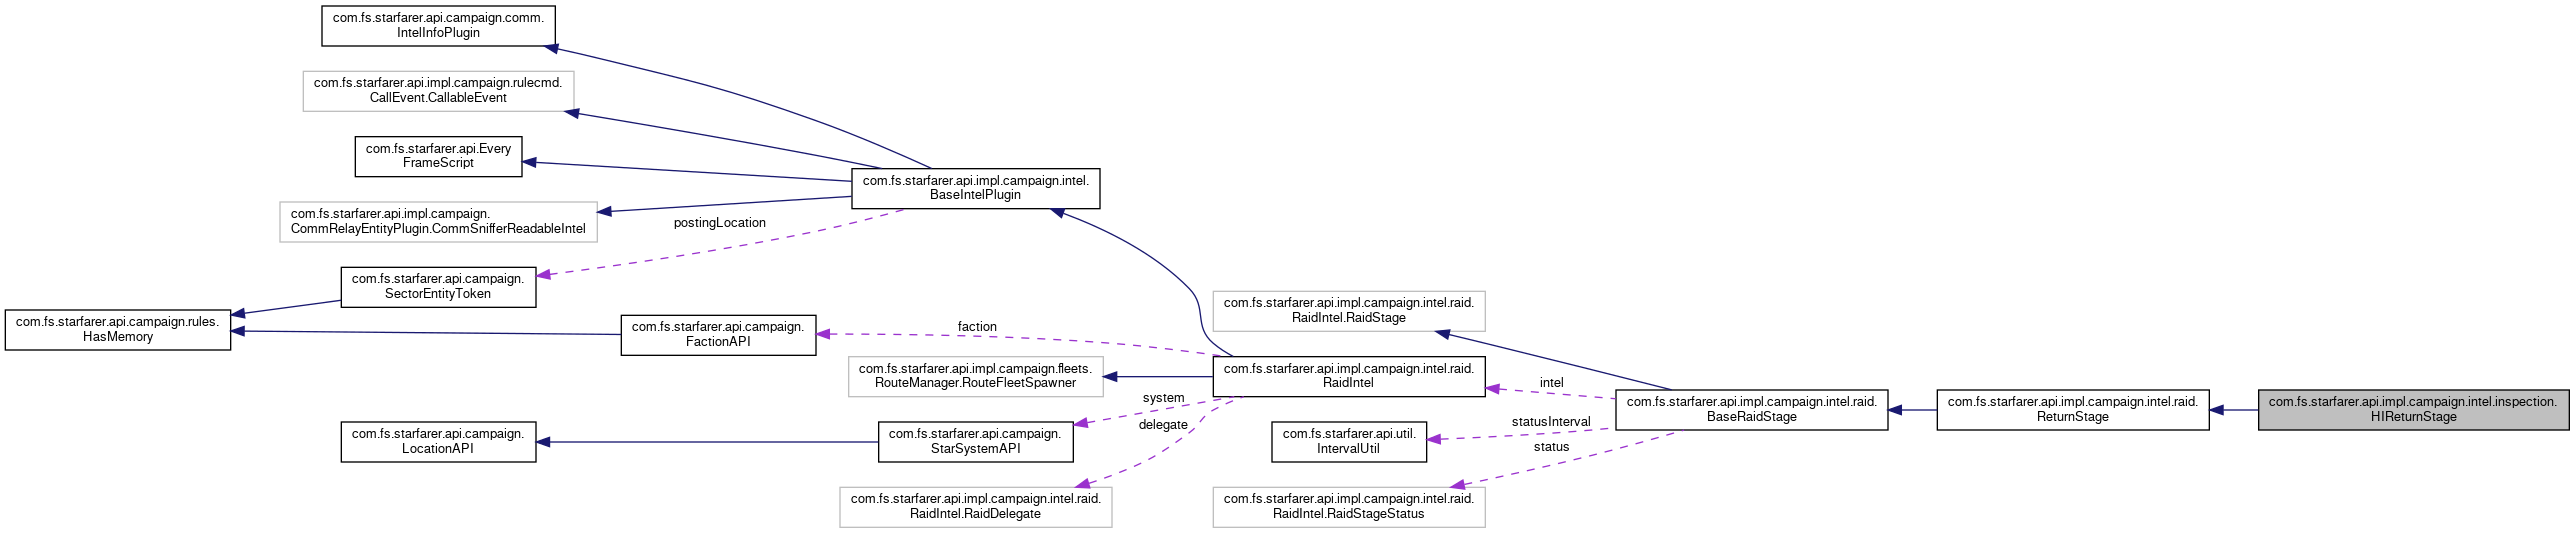 com.fs.starfarer.api.campaign.comm.
IntelInfoPlugin
com.fs.starfarer.api.impl.campaign.rulecmd.
CallEvent.CallableEvent
com.fs.starfarer.api.Every
FrameScript
com.fs.starfarer.api.impl.campaign.intel.
BaseIntelPlugin
com.fs.starfarer.api.impl.campaign.
CommRelayEntityPlugin.CommSnifferReadableIntel
postingLocation
com.fs.starfarer.api.campaign.
SectorEntityToken
com.fs.starfarer.api.campaign.rules.
HasMemory
com.fs.starfarer.api.campaign.
FactionAPI
faction
com.fs.starfarer.api.impl.campaign.intel.raid.
RaidIntel.RaidStage
com.fs.starfarer.api.impl.campaign.fleets.
RouteManager.RouteFleetSpawner
com.fs.starfarer.api.impl.campaign.intel.raid.
RaidIntel
intel
system
delegate
com.fs.starfarer.api.impl.campaign.intel.raid.
BaseRaidStage
com.fs.starfarer.api.impl.campaign.intel.raid.
ReturnStage
com.fs.starfarer.api.impl.campaign.intel.inspection.
HIReturnStage
com.fs.starfarer.api.campaign.
LocationAPI
com.fs.starfarer.api.campaign.
StarSystemAPI
com.fs.starfarer.api.util.
IntervalUtil
statusInterval
status
com.fs.starfarer.api.impl.campaign.intel.raid.
RaidIntel.RaidDelegate
com.fs.starfarer.api.impl.campaign.intel.raid.
RaidIntel.RaidStageStatus